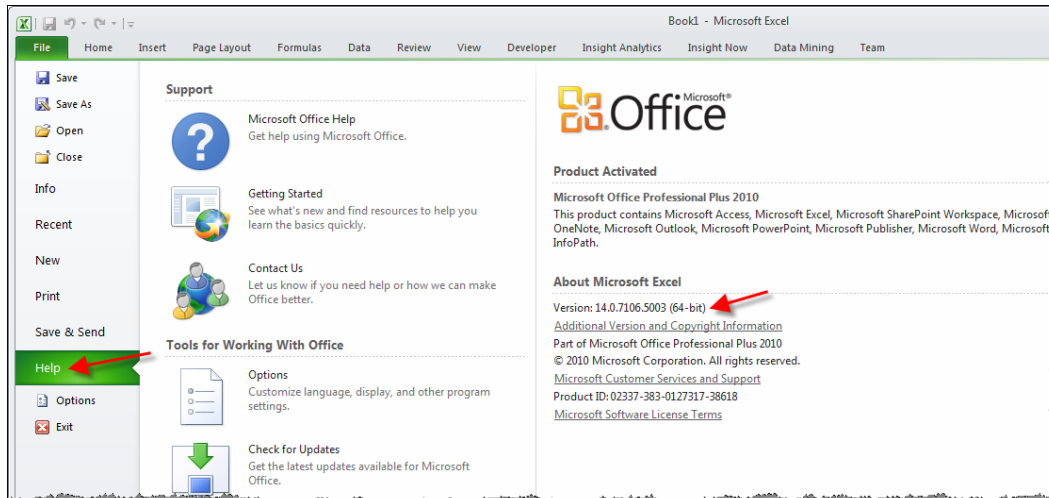 Book1 - Microsoft Excel
File Home Insert Page Layout Formulas Data Review View Developer Insight Analytics Insight Now Data Mining Team
Save
Save As
Open
Close
Info
Recent
New
Print
Save & Send
Help
Options
Exit
Support
Microsoft Office Help
Get help using Microsoft Office.
Getting Started
See what's new and find resources to help you
learn the basics quickly.
Contact Us
Let us know if you need help or how we can make
Office better.
Tools for Working With Office
Options
Customize language, display, and other program
settings.
Check for Updates
Get the latest updates available for Microsoft
Office.
Microsoft®
Office
Product Activated
Microsoft Office Professional Plus 2010
This product contains Microsoft Access, Microsoft Excel, Microsoft SharePoint Workspace, Microsoft
OneNote, Microsoft Outlook, Microsoft PowerPoint, Microsoft Publisher, Microsoft Word, Microsoft
InfoPath.
About Microsoft Excel
Version: 14.0.7106.5003 (64-bit)
Additional Version and Copyright Information
Part of Microsoft Office Professional Plus 2010
© 2010 Microsoft Corporation. All rights reserved.
Microsoft Customer Services and Support
Product ID: 02337-383-0127317-38618
Microsoft Software License Terms